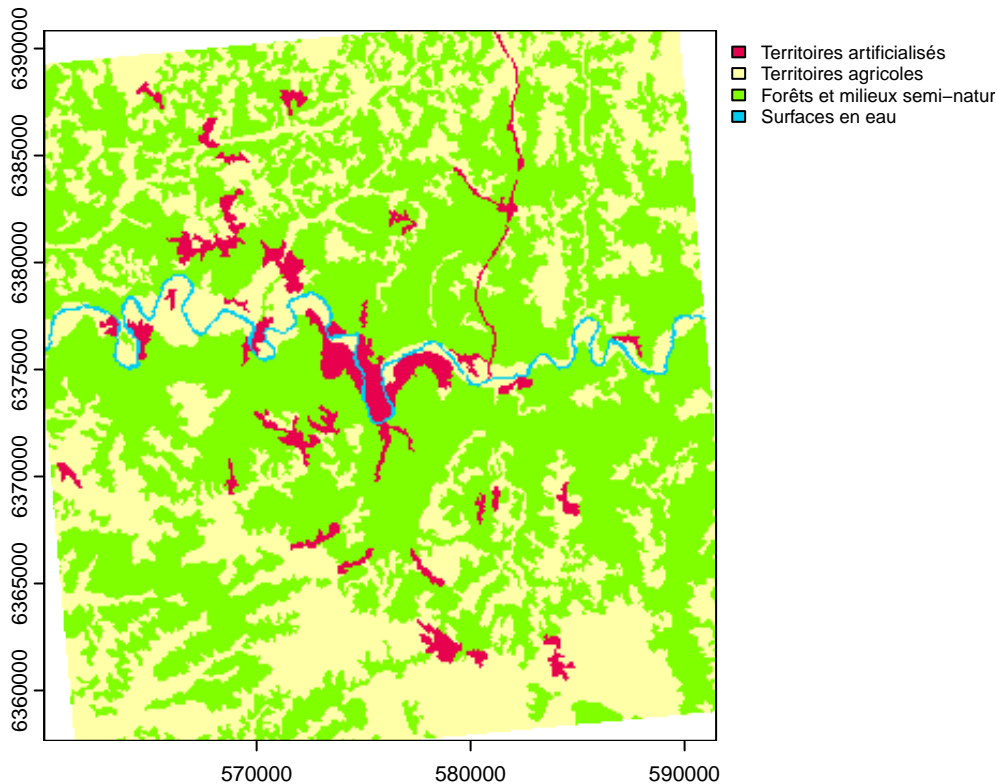 6390000
6385000
6380000
6375000
6370000
6365000
6360000
570000
580000
590000
Territoires artificialisés
Territoires agricoles
Forêts et milieux semi−natur
Surfaces en eau